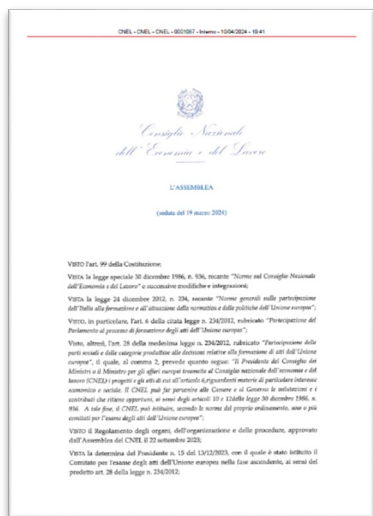 CNEL - CNEL - CNEL - 0001067 - Interno - 10/04/2024 - 10:41
Consiglio Nazionale
dell'Economia e del Lavoro
L'ASSEMBLEA
(seduta del 19 marzo 2024)
VISTO l'art. 99 della Costituzione;
VISTA la legge speciale 30 dicembre 1986, n. 936, recante "Norme sul Consiglio Nazionale
dell'Economia e del Lavoro" e successive modifiche e integrazioni;
VISTA la legge 24 dicembre 2012, n. 234, recante "Norme generali sulla partecipazione
dell'Italia alla formazione e all'attuazione della normativa e delle politiche dell'Unione europea";
VISTO, in particolare, l'art. 6 della citata legge n. 234/2012, rubricato "Partecipazione del
Parlamento al processo di formazione degli atti dell'Unione europea";
Visto, altresì, l'art. 28 della medesima legge n. 234/2012, rubricato "Partecipazione delle
parti sociali e delle categorie produttive alle decisioni relative alla formazione di atti dell'Unione
europea", il quale, al comma 2, prevede quanto segue: "Il Presidente del Consiglio dei
Ministri o il Ministro per gli affari europei trasmette al Consiglio nazionale dell'economia e del
lavoro (CNEL) i progetti e gli atti di cui all'articolo 6, riguardanti materie di particolare interesse
economico e sociale. Il CNEL può far pervenire alle Camere e al Governo le valutazioni e i
contributi che ritiene opportuni, ai sensi degli articoli 10 e 12 della legge 30 dicembre 1986, n.
936. A tale fine, il CNEL può istituire, secondo le norme del proprio ordinamento, uno o più
comitati per l'esame degli atti dell'Unione europea";
VISTO il Regolamento degli organi, dell'organizzazione e delle procedure, approvato
dall'Assemblea del CNEL il 22 settembre 2023;
VISTA la determina del Presidente n. 15 del 13/12/2023, con il quale è stato istituito il
Comitato per l'esame degli atti dell'Unione europea nella fase ascendente, ai sensi del
predetto art. 28 della legge n. 234/2012;